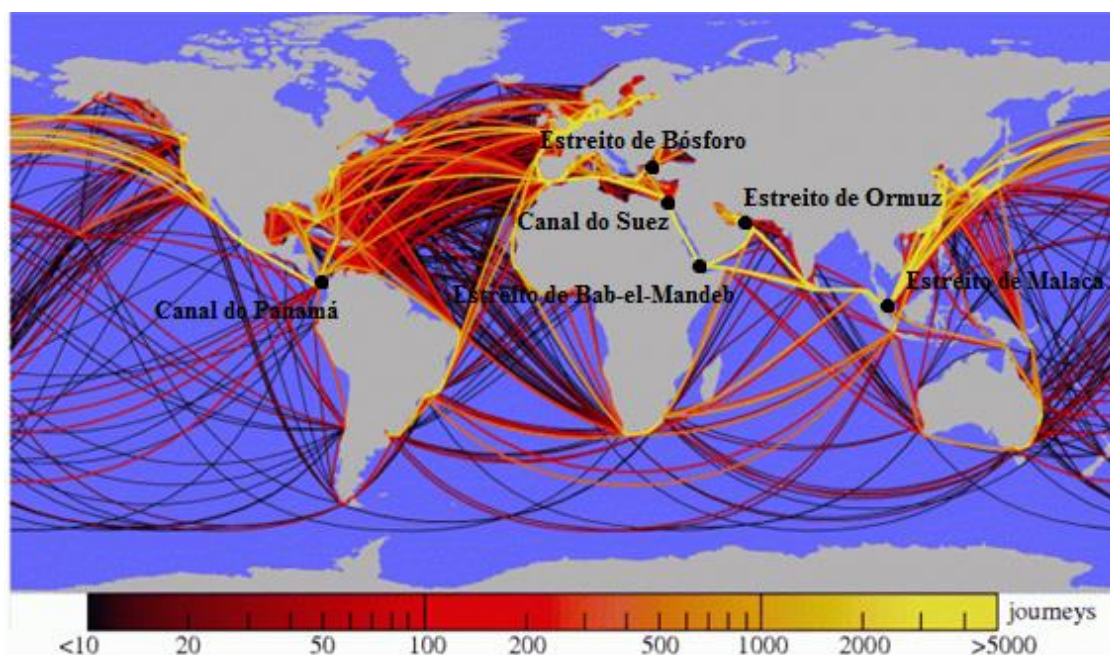 Estreito de Bósforo
Estreito de Ormuz
Canal do Suez
Estreito de Bab-el-Mandeb
Estreito de Malaca
Canal do Panamá
journeys
<10 20 50 100 200 500 1000 2000 >5000